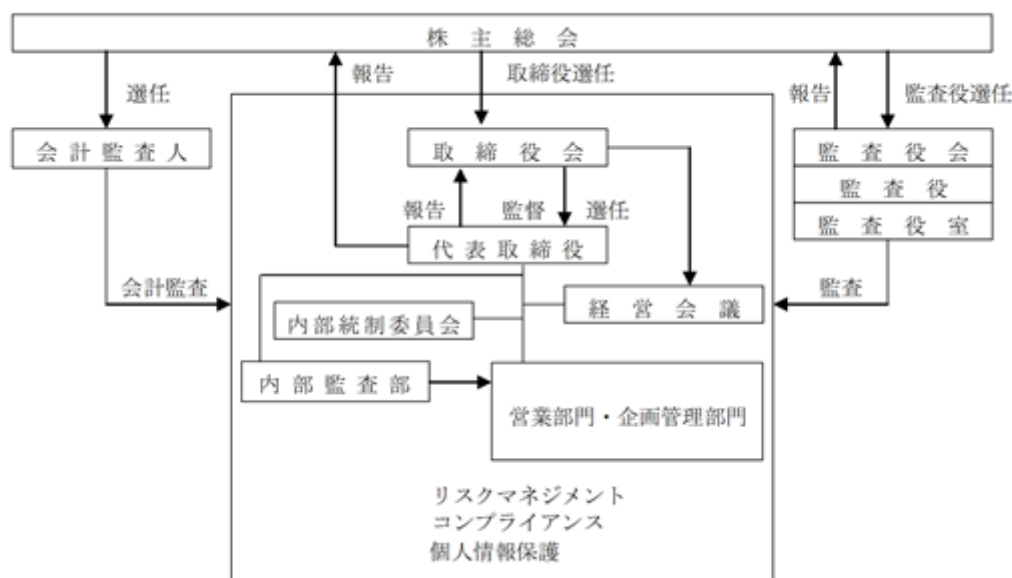 株主総会
選任
報告
取締役選任
報告
監査役選任
会計監査人
取締役会
監査役会
監査役
監査役室
報告
監督
選任
代表取締役
会計監査
監査
経営会議
内部統制委員会
内部監査部
営業部門・企画管理部門
リスクマネジメント
コンプライアンス
個人情報保護